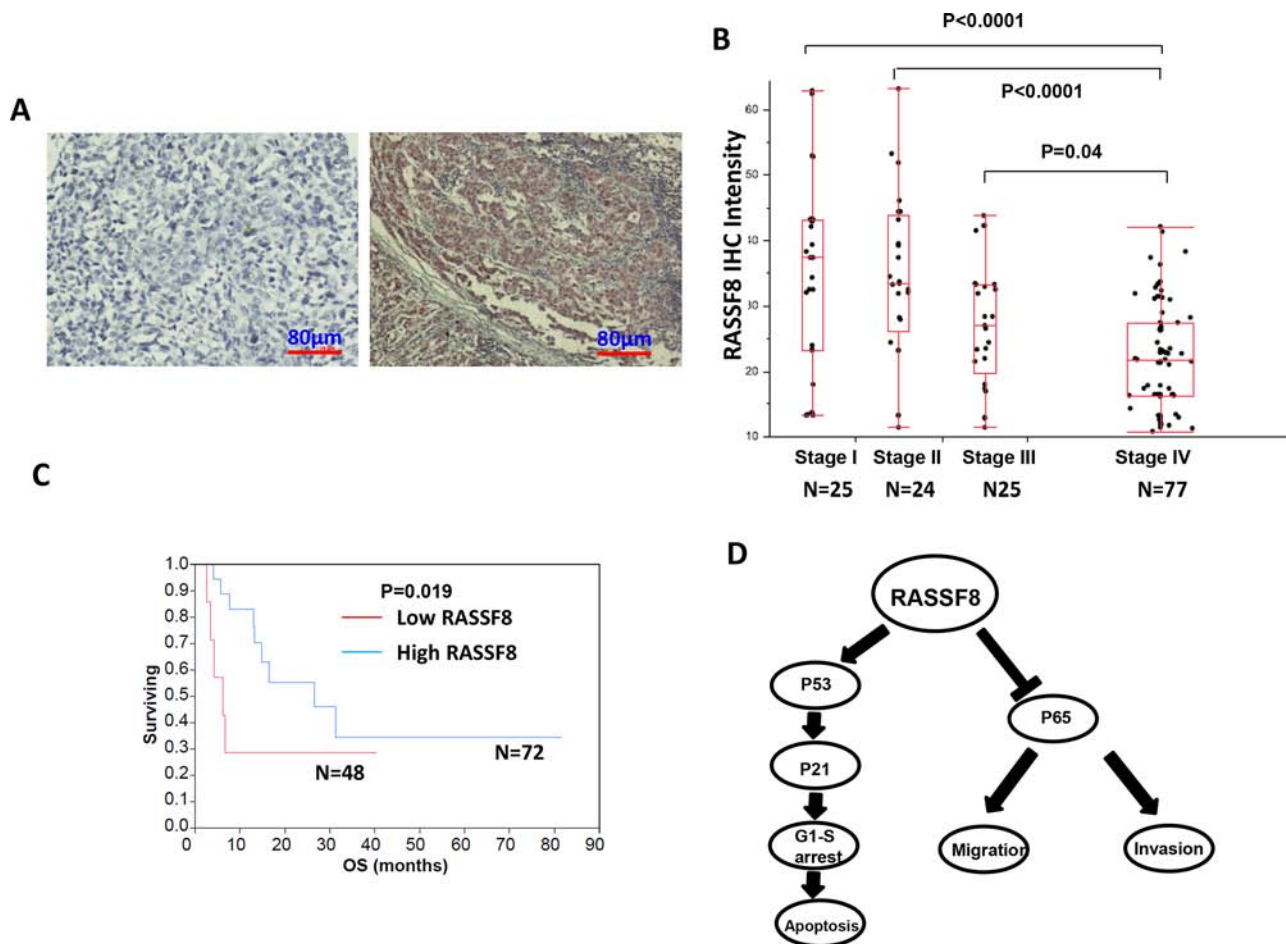 A
80µm
80µm
B
P<0.0001
P<0.0001
P=0.04
RASSF8 IHC Intensity
60
50
40
30
20
10
Stage I Stage II Stage III Stage IV
N=25 N=24 N25 N=77
C
Surviving
1.0
0.9
0.8
0.7
0.6
0.5
0.4
0.3
0.2
0.1
0.0
P=0.019
Low RASSF8
High RASSF8
N=72
N=48
0 10 20 30 40 50 60 70 80 90
OS (months)
D
RASSF8
P53
P65
P21
G1-S
arrest
Migration
Invasion
Apoptosis